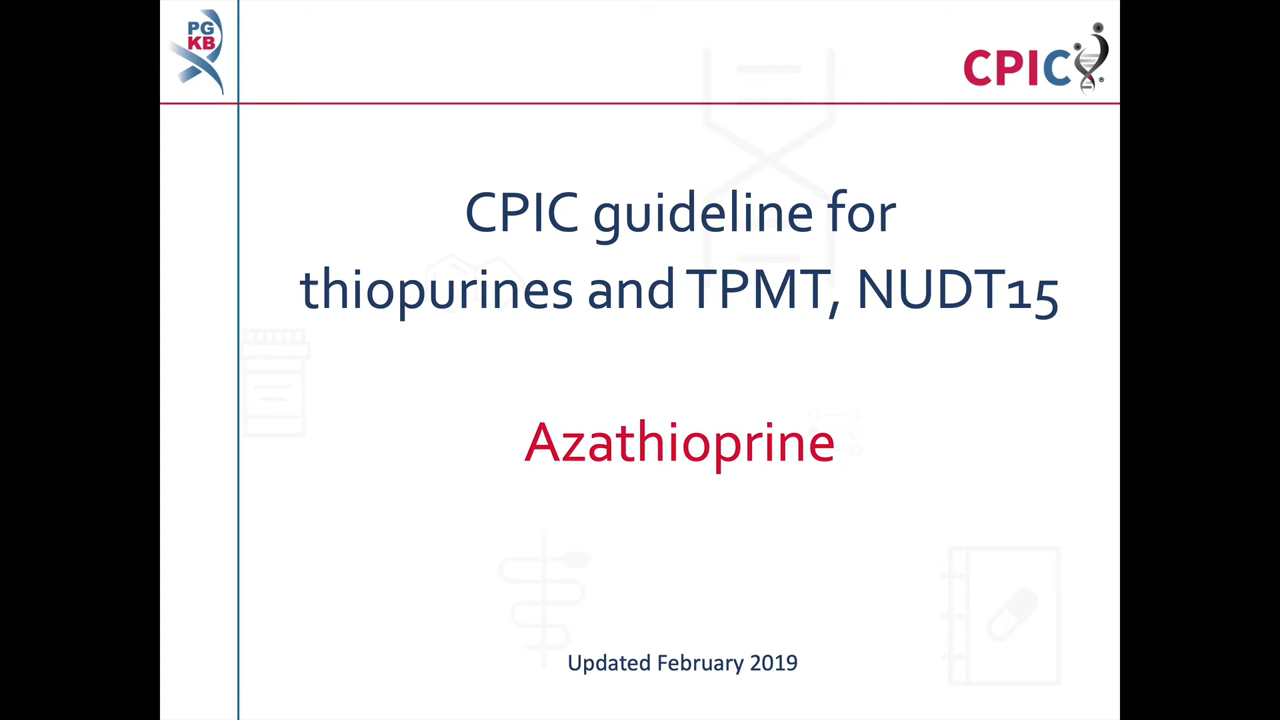 PG
KB
CPIC
CPIC guideline for
thiopurines and TPMT, NUDT15
Azathioprine
Updated February 2019